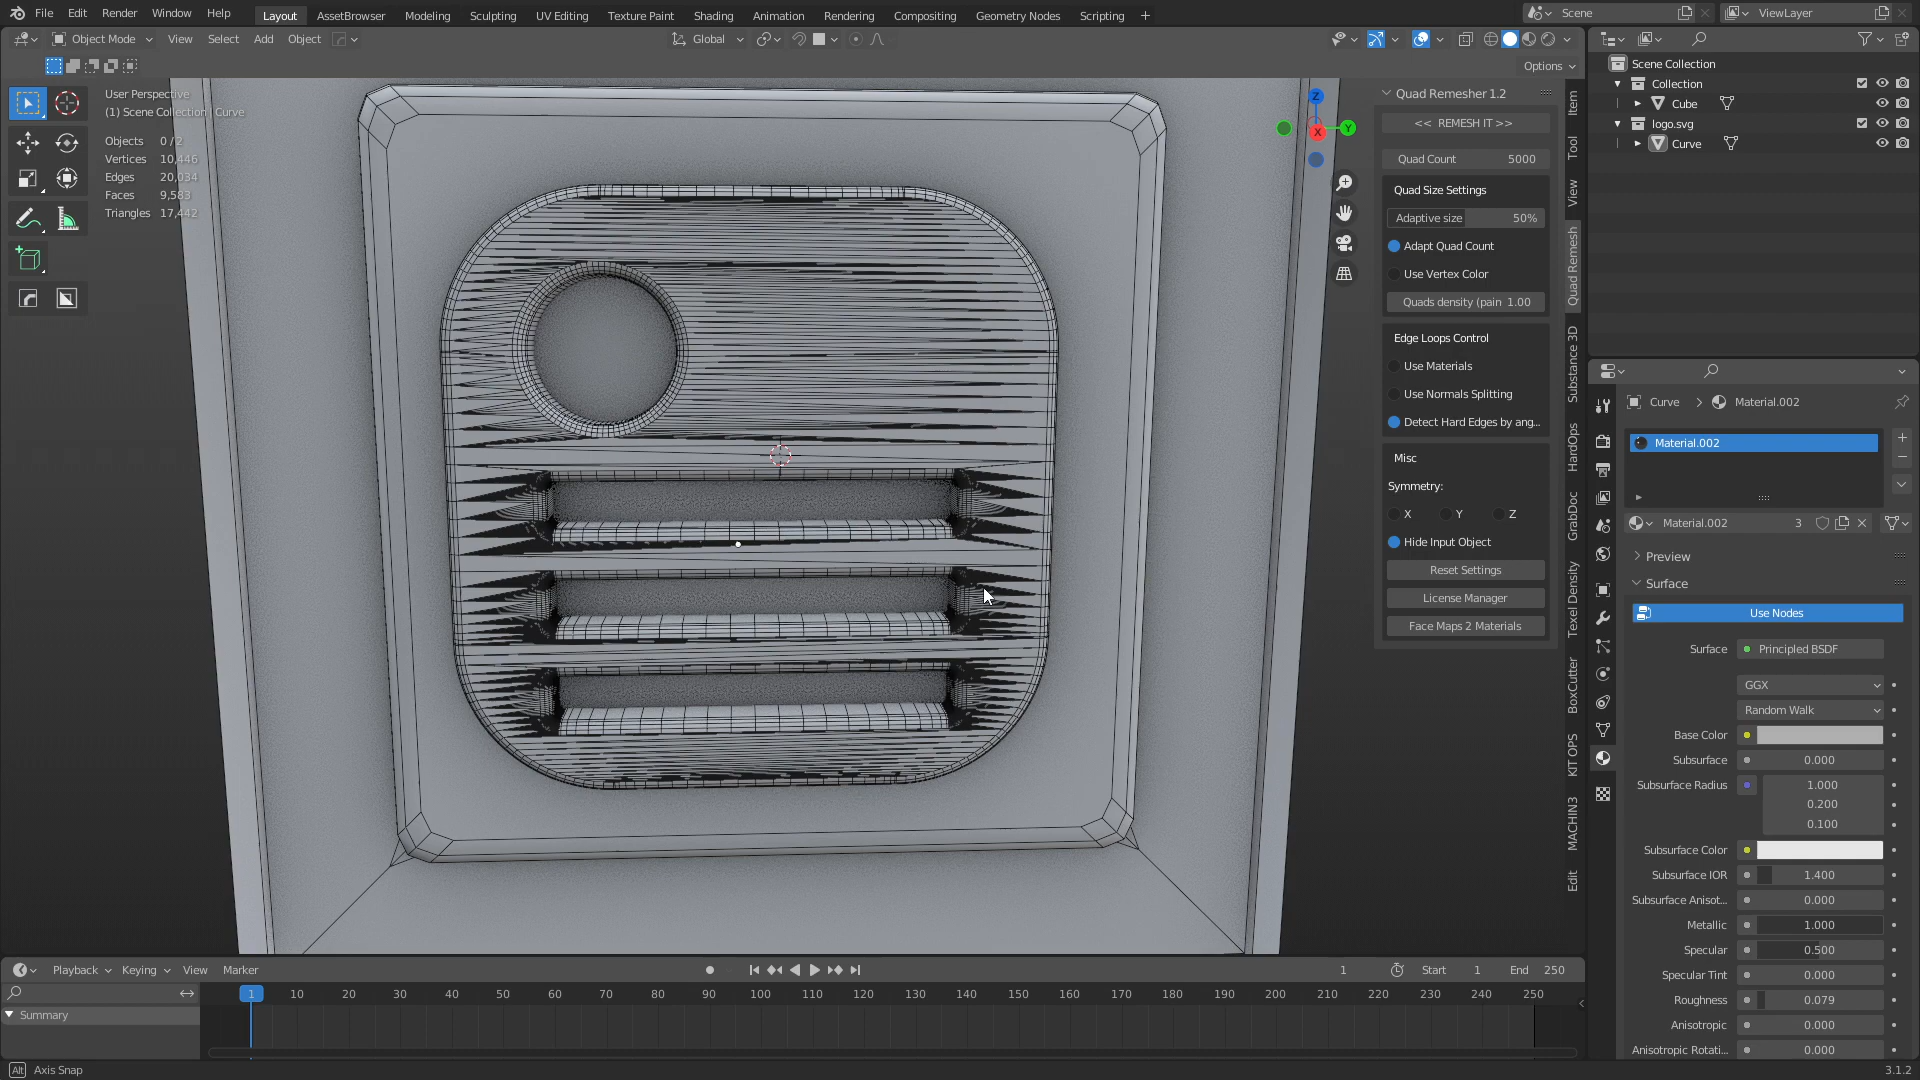 File Edit Render Window Help Layout AssetBrowser Modeling Sculpting UV Editing Texture Paint Shading Animation Rendering Compositing Geometry Nodes Scripting + Scene ViewLayer
Object Mode View Select Add Object Global
Options
User Perspective
(1) Scene Collection | Curve
Objects 0 / 2
Vertices 10,446
Edges 20,034
Faces 9,583
Triangles 17,442
Z
Y
X
Quad Remesher 1.2
<< REMESH IT >>
Quad Count 5000
Quad Size Settings
Adaptive size 50%
Adapt Quad Count
Use Vertex Color
Quads density (pain 1.00
Edge Loops Control
Use Materials
Use Normals Splitting
Detect Hard Edges by ang...
Misc
Symmetry:
X Y Z
Hide Input Object
Reset Settings
License Manager
Face Maps 2 Materials
Item
Tool
View
Quad Remesh
Substance 3D
HardOps
GrabDoc
Texel Density
BoxCutter
KIT OPS
MACHIN3
Edit
Scene Collection
Collection
Cube
logo.svg
Curve
Curve > Material.002
Material.002
Material.002 3
Preview
Surface
Use Nodes
Surface Principled BSDF
GGX
Random Walk
Base Color
Subsurface 0.000
Subsurface Radius 1.000
0.200
0.100
Subsurface Color
Subsurface IOR 1.400
Subsurface Anisot... 0.000
Metallic 1.000
Specular 0.500
Specular Tint 0.000
Roughness 0.079
Anisotropic 0.000
Anisotropic Rotati... 0.000
Playback Keying View Marker 1 Start 1 End 250
1 10 20 30 40 50 60 70 80 90 100 110 120 130 140 150 160 170 180 190 200 210 220 230 240 250
Summary
Alt Axis Snap 3.1.2